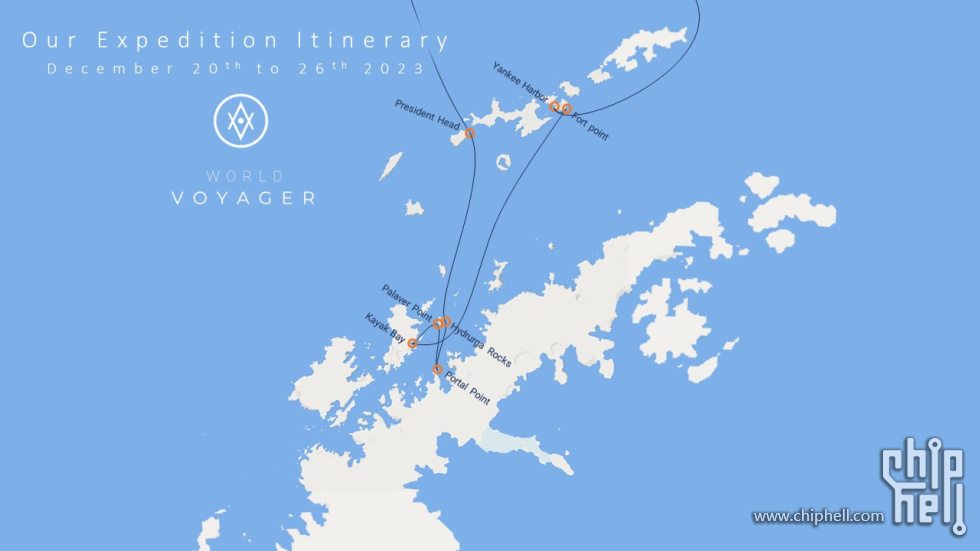 Our Expedition Itinerary
December 20th to 26th 2023
WORLD
VOYAGER
Yankee Harbor
Fort point
President Head
Palaver Point
Kayak Bay
Hydrurga Rocks
Portal Point
chip
hell
www.chiphell.com